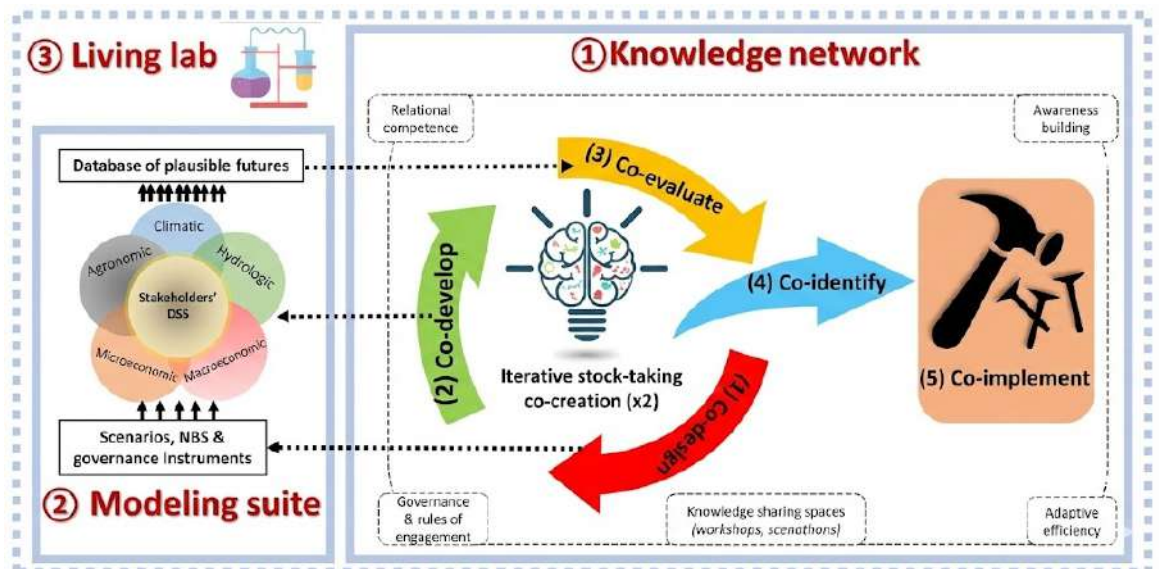 ③ Living lab
①Knowledge network
Relational
competence
Awareness
building
Database of plausible futures
(3) Co-evaluate
Climatic
Agronomic
Hydrologic
Stakeholders'
DSS
Microeconomic
Macroeconomic
(2) Co-develop
(4) Co-identify
Iterative stock-taking
co-creation (x2)
(5) Co-implement
(1) Co-design
Scenarios, NBS &
governance Instruments
② Modeling suite
Governance
& rules of
engagement
Knowledge sharing spaces
(workshops, scenathons)
Adaptive
efficiency